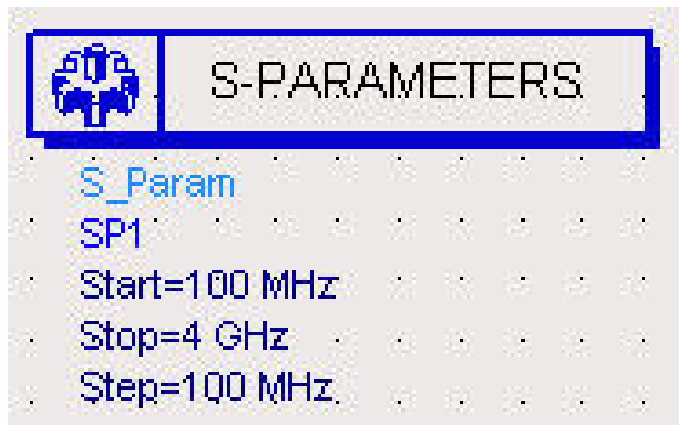 S-PARAMETERS
S_Param
SP1
Start=100 MHz
Stop=4 GHz
Step=100 MHz